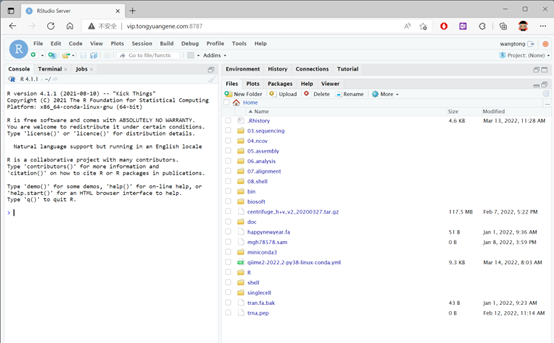 RStudio Server
不安全 | vip.tongyuangene.com:8787
File Edit Code View Plots Session Build Debug Profile Tools Help
wangtong
Go to file/function
Addins
Project: (None)
Console Terminal Jobs
R 4.1.1 · ~/
R version 4.1.1 (2021-08-10) -- "Kick Things"
Copyright (C) 2021 The R Foundation for Statistical Computing
Platform: x86_64-conda-linux-gnu (64-bit)
R is free software and comes with ABSOLUTELY NO WARRANTY.
You are welcome to redistribute it under certain conditions.
Type 'license()' or 'licence()' for distribution details.
Natural language support but running in an English locale
R is a collaborative project with many contributors.
Type 'contributors()' for more information and
'citation()' on how to cite R or R packages in publications.
Type 'demo()' for some demos, 'help()' for on-line help, or
'help.start()' for an HTML browser interface to help.
Type 'q()' to quit R.
>
Environment History Connections Tutorial
Files Plots Packages Help Viewer
New Folder Upload Delete Rename More
Home
Name Size Modified
.Rhistory 4.6 KB Mar 13, 2022, 11:28 AM
03.sequencing
04.ncov
05.assembly
06.analysis
07.alignment
08.shell
bin
biosoft
centrifuge_h+v_v2_20200327.tar.gz 117.5 MB Feb 7, 2022, 5:22 PM
doc
happynewyear.fa 51 B Jan 1, 2022, 9:36 AM
mgh78578.sam 0 B Jan 8, 2022, 3:59 PM
miniconda3
qiime2-2022.2-py38-linux-conda.yml 9.3 KB Mar 14, 2022, 8:03 AM
R
shell
singlecell
tran.fa.bak 43 B Jan 1, 2022, 9:23 AM
trna.pep 0 B Feb 12, 2022, 11:14 AM